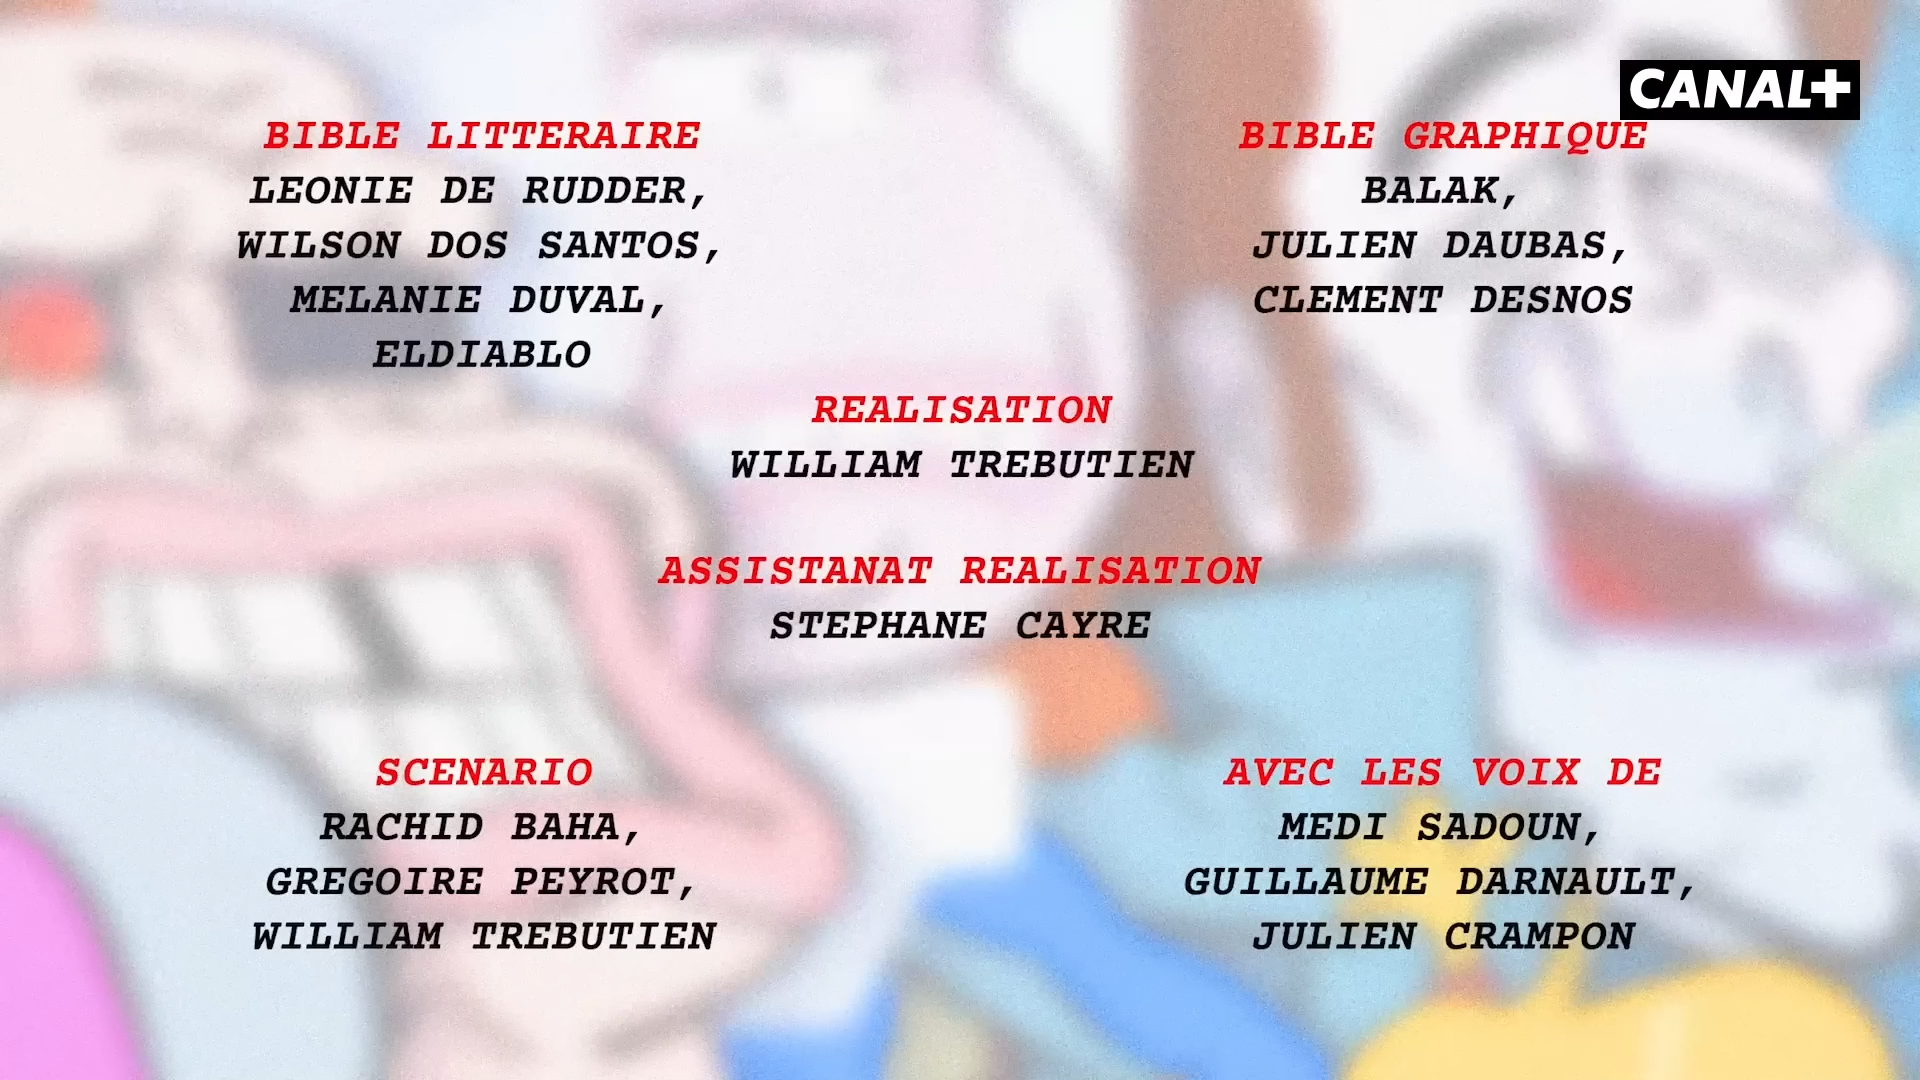 CANAL+
BIBLE LITTERAIRE
LEONIE DE RUDDER,
WILSON DOS SANTOS,
MELANIE DUVAL,
ELDIABLO
BIBLE GRAPHIQUE
BALAK,
JULIEN DAUBAS,
CLEMENT DESNOS
REALISATION
WILLIAM TREBUTIEN
ASSISTANAT REALISATION
STEPHANE CAYRE
SCENARIO
RACHID BAHA,
GREGOIRE PEYROT,
WILLIAM TREBUTIEN
AVEC LES VOIX DE
MEDI SADOUN,
GUILLAUME DARNAULT,
JULIEN CRAMPON